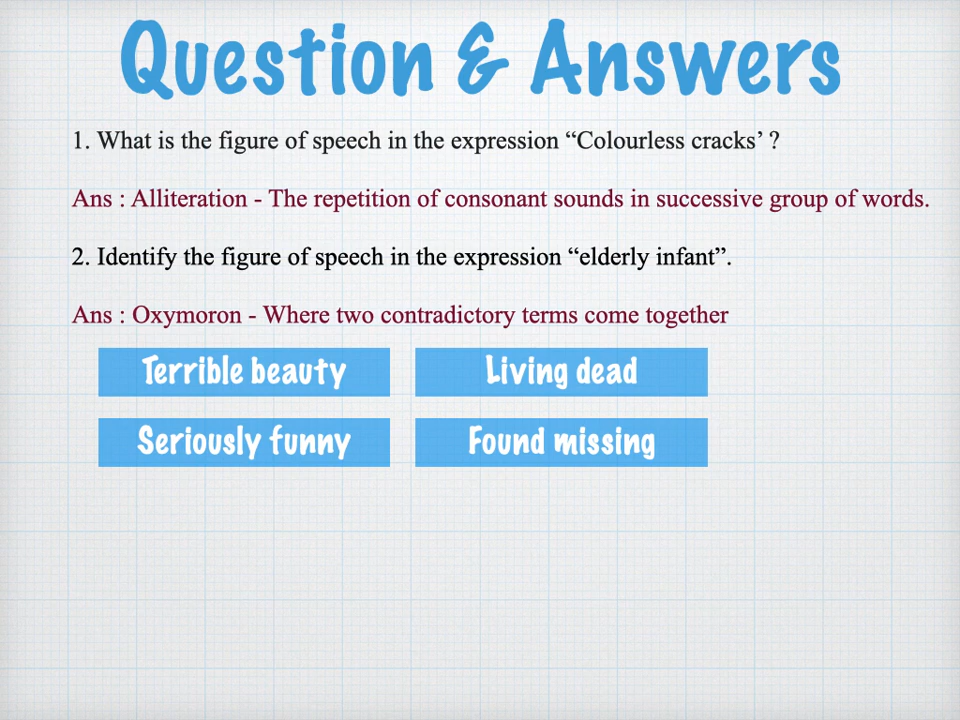 Question & Answers
1. What is the figure of speech in the expression “Colourless cracks’ ?
Ans : Alliteration - The repetition of consonant sounds in successive group of words.
2. Identify the figure of speech in the expression “elderly infant”.
Ans : Oxymoron - Where two contradictory terms come together
Terrible beauty
Living dead
Seriously funny
Found missing